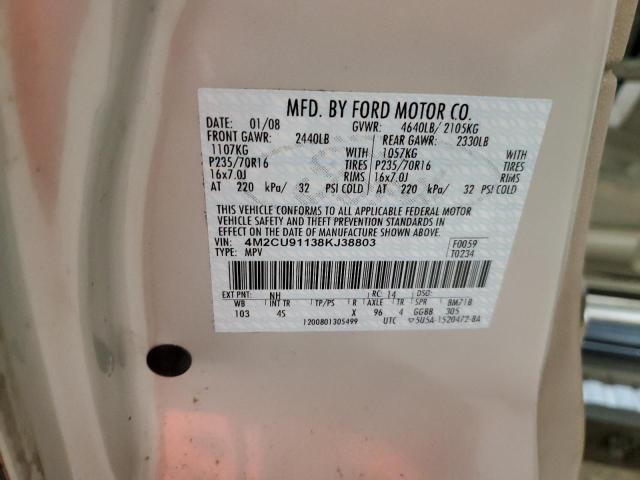 MFD. BY FORD MOTOR CO.
DATE: 01/08 GVWR: 4640LB/ 2105KG
FRONT GAWR: 2440LB REAR GAWR: 2330LB
1107KG WITH 1057KG WITH
P235/70R16 TIRES P235/70R16 TIRES
16x7.0J RIMS 16x7.0J RIMS
AT 220 kPa/ 32 PSI COLD AT 220 kPa/ 32 PSI COLD
THIS VEHICLE CONFORMS TO ALL APPLICABLE FEDERAL MOTOR
VEHICLE SAFETY AND THEFT PREVENTION STANDARDS IN
EFFECT ON THE DATE OF MANUFACTURE SHOWN ABOVE.
VIN: 4M2CU91138KJ38803 F0059
TYPE: MPV T0234
EXT PNT: NH RC: 14 DSO:
WB INT TR TP/PS R AXLE TR SPR BM71B
103 4S X 96 4 GGBB 305
1200801305499 UTC 5U5A-1520472-BA